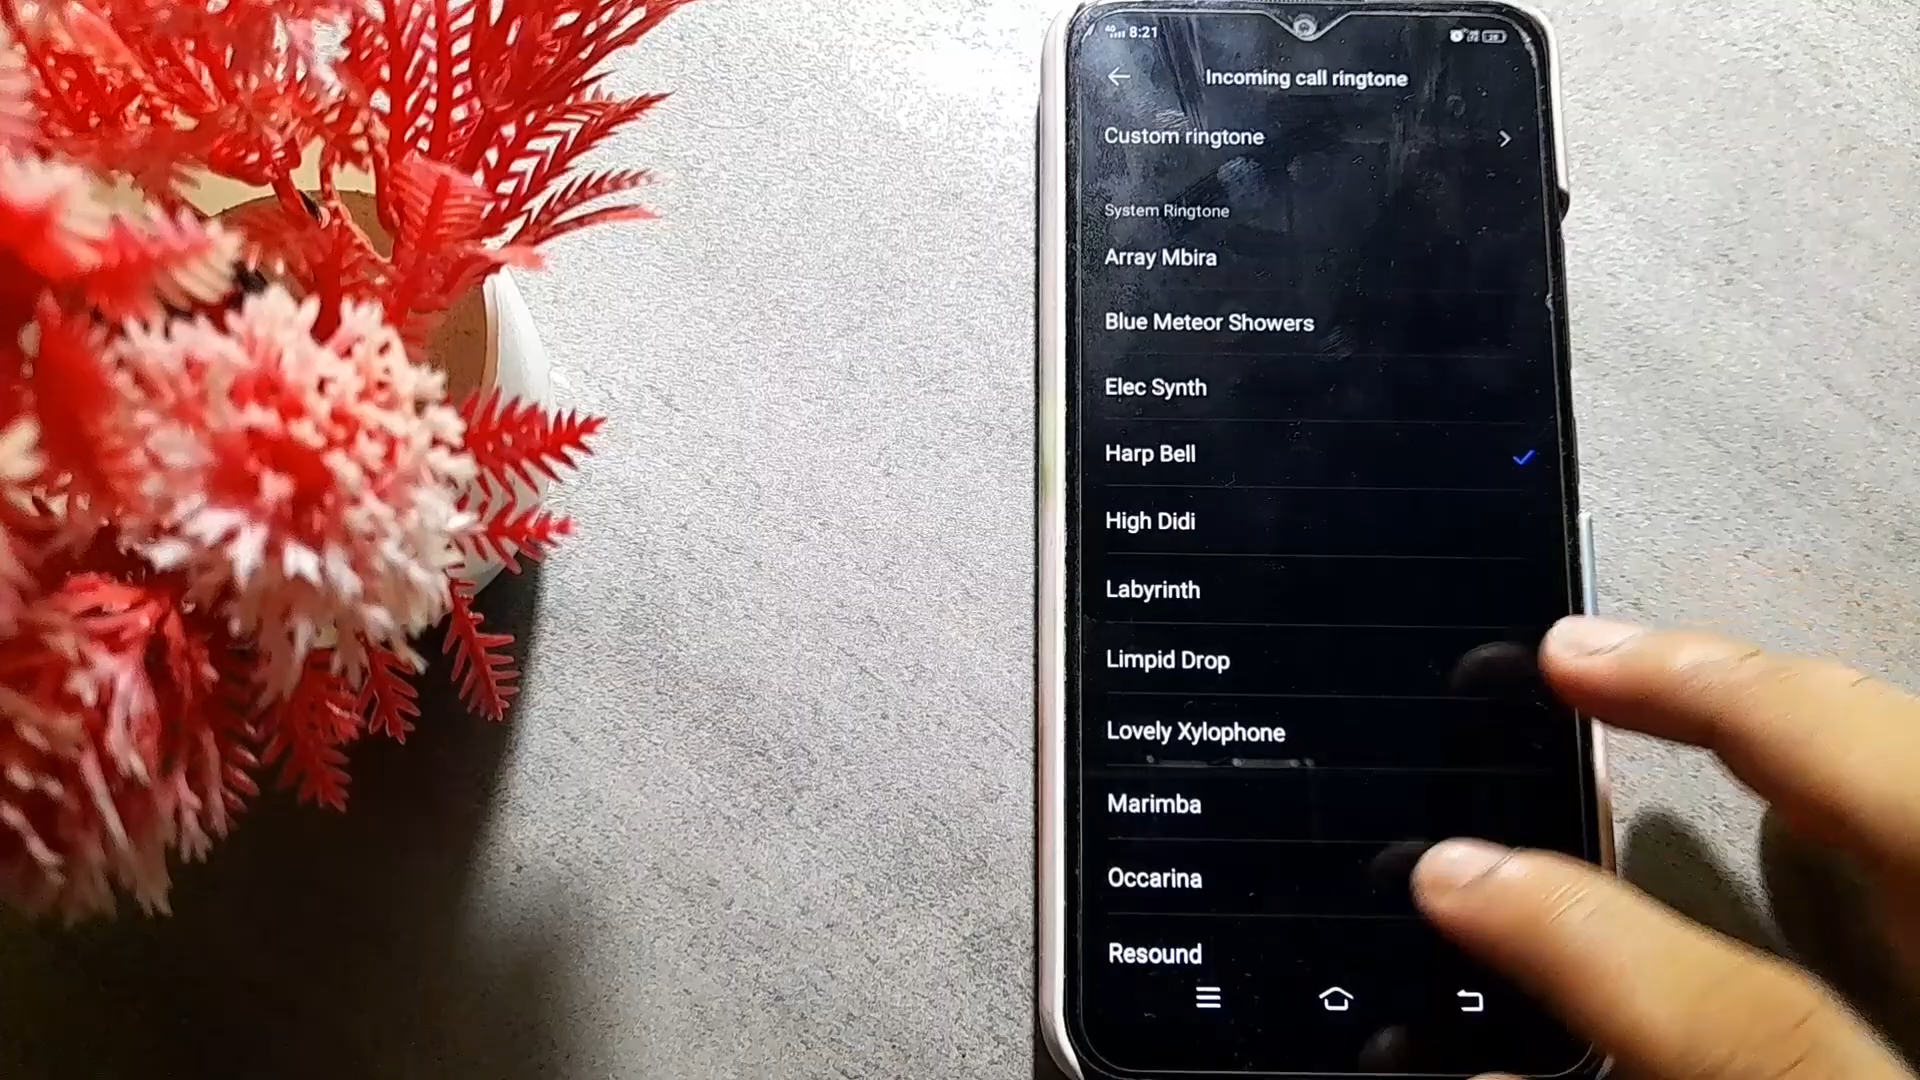 8:21
Incoming call ringtone
Custom ringtone
System Ringtone
Array Mbira
Blue Meteor Showers
Elec Synth
Harp Bell
High Didi
Labyrinth
Limpid Drop
Lovely Xylophone
Marimba
Occarina
Resound